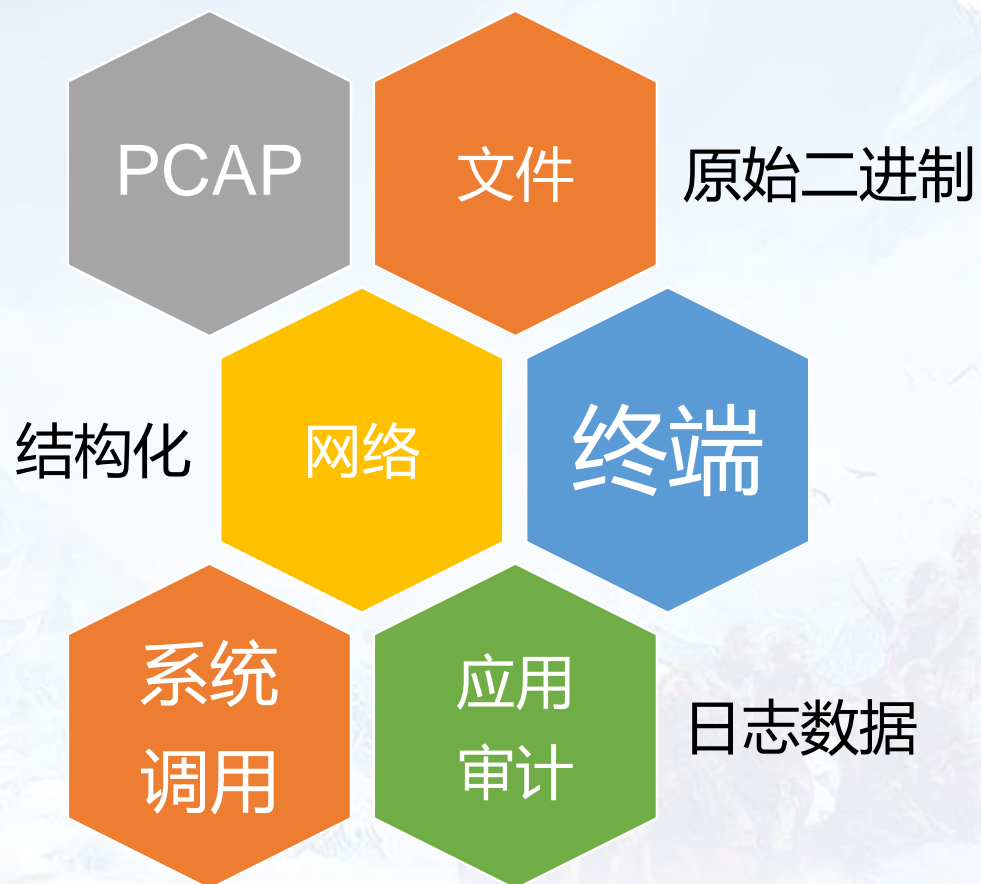 PCAP
文件
原始二进制
结构化
网络
终端
系统
调用
应用
审计
日志数据